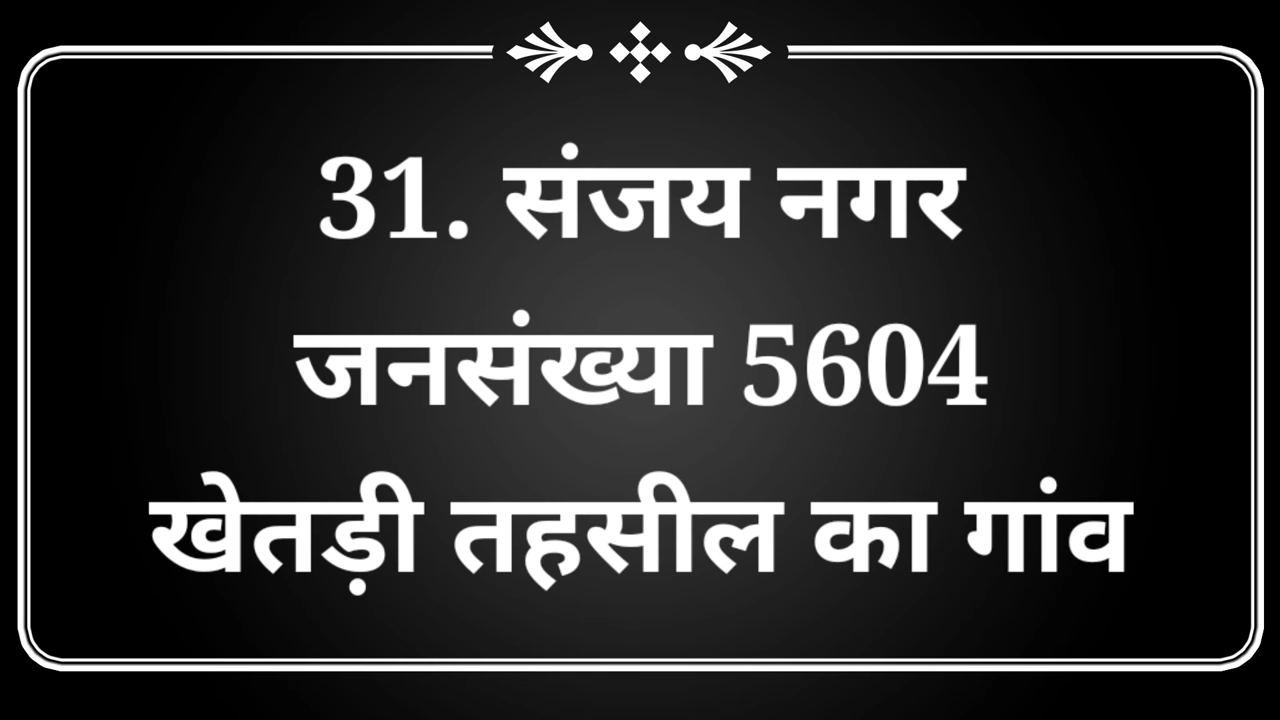 31. संजय नगर
जनसंख्या 5604
खेतड़ी तहसील का गांव